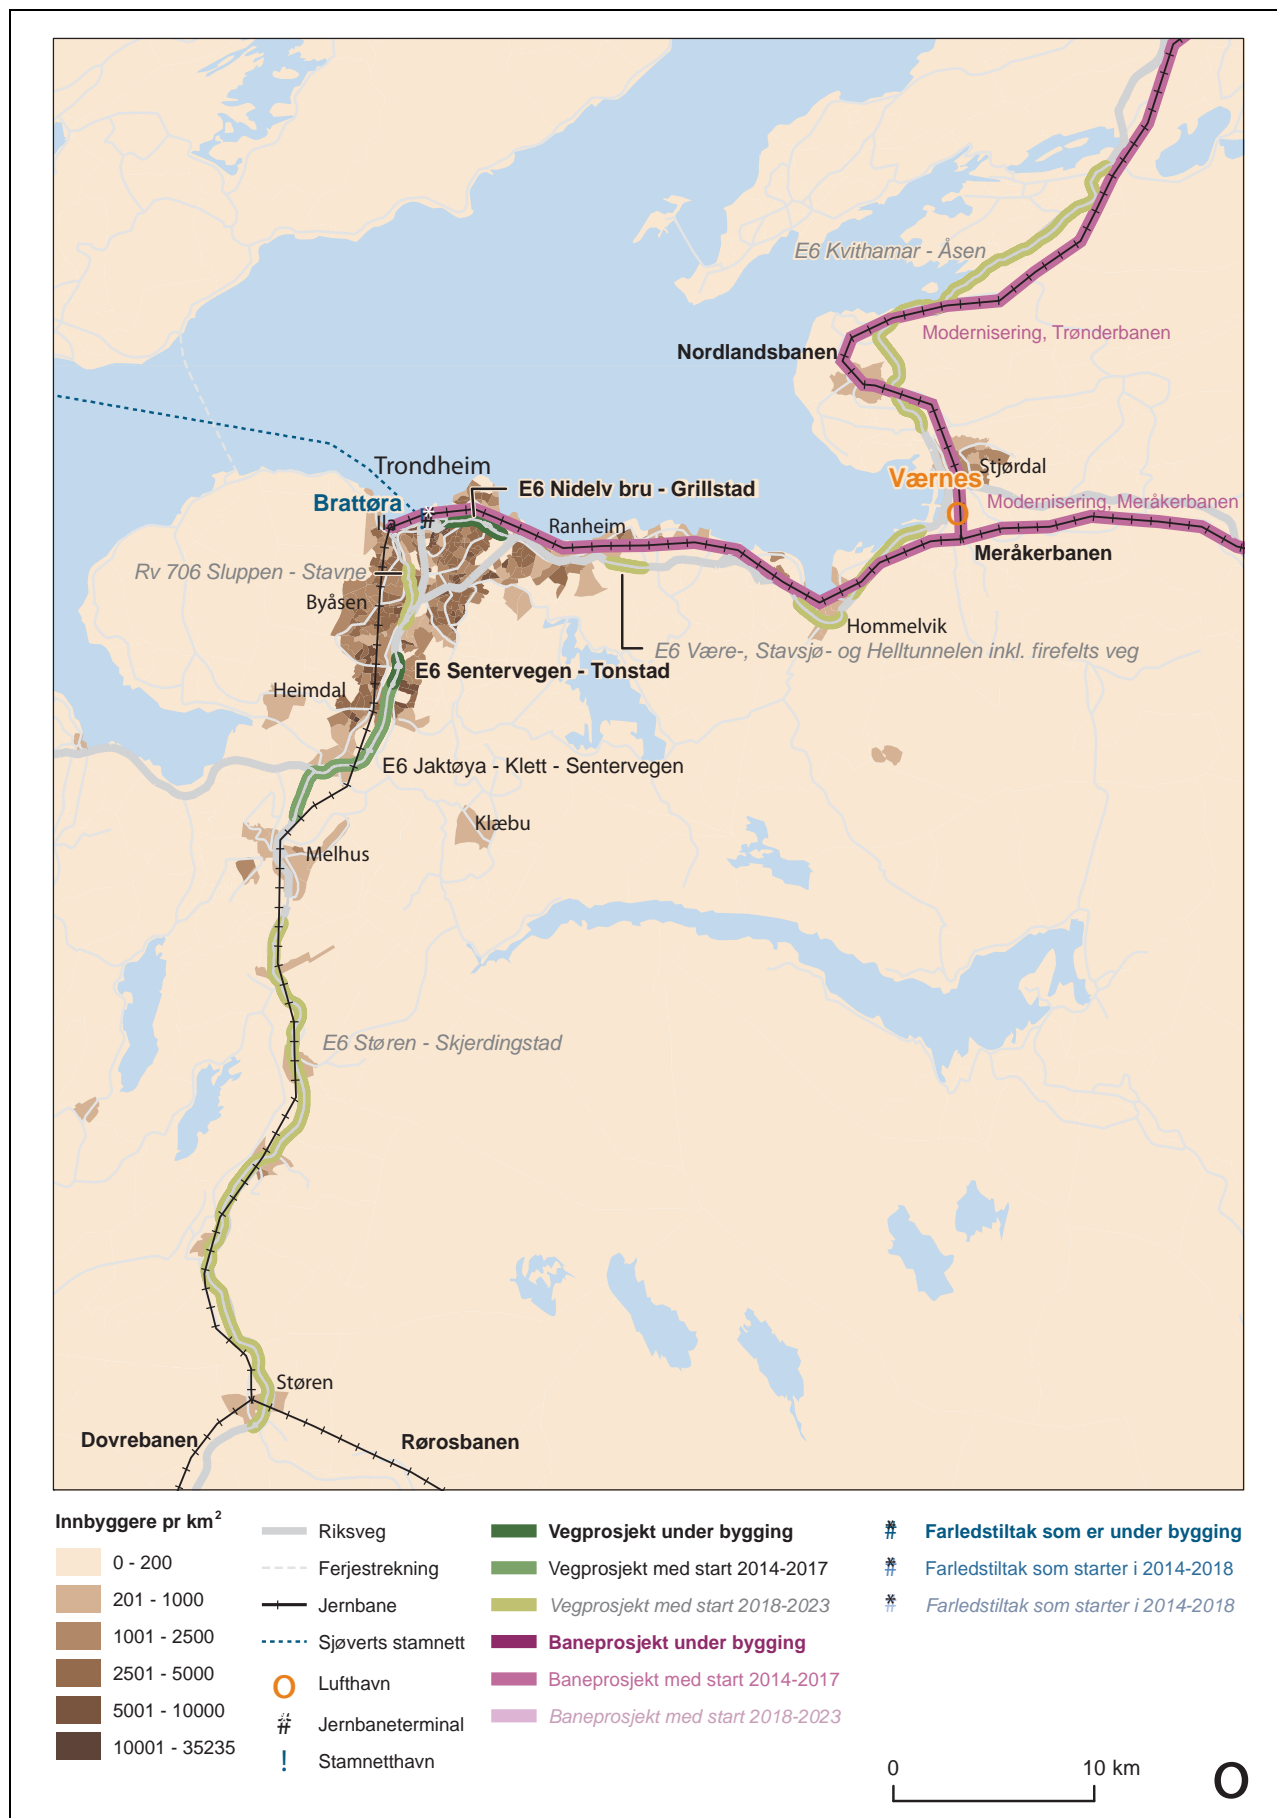 E6 Kvithamar - Åsen
Modernisering, Trønderbanen
Nordlandsbanen
Trondheim
Stjørdal
Værnes
E6 Nidelv bru - Grillstad
Brattøra
Modernisering, Meråkerbanen
*
#
Ila
O
Ranheim
Meråkerbanen
Rv 706 Sluppen - Stavne
Byåsen
Hommelvik
E6 Være-, Stavsjø- og Helltunnelen inkl. firefelts veg
E6 Sentervegen - Tonstad
Heimdal
E6 Jaktøya - Klett - Sentervegen
Klæbu
Melhus
E6 Støren - Skjerdingstad
Støren
Dovrebanen
Rørosbanen
Innbyggere pr km²
0 - 200
201 - 1000
1001 - 2500
2501 - 5000
5001 - 10000
10001 - 35235
Riksveg
Ferjestrekning
Jernbane
Sjøverts stamnett
O Lufthavn
# Jernbaneterminal
! Stamnetthavn
Vegprosjekt under bygging
Vegprosjekt med start 2014-2017
Vegprosjekt med start 2018-2023
Baneprosjekt under bygging
Baneprosjekt med start 2014-2017
Baneprosjekt med start 2018-2023
# Farledstiltak som er under bygging
# Farledstiltak som starter i 2014-2018
# Farledstiltak som starter i 2014-2018
0 10 km
O